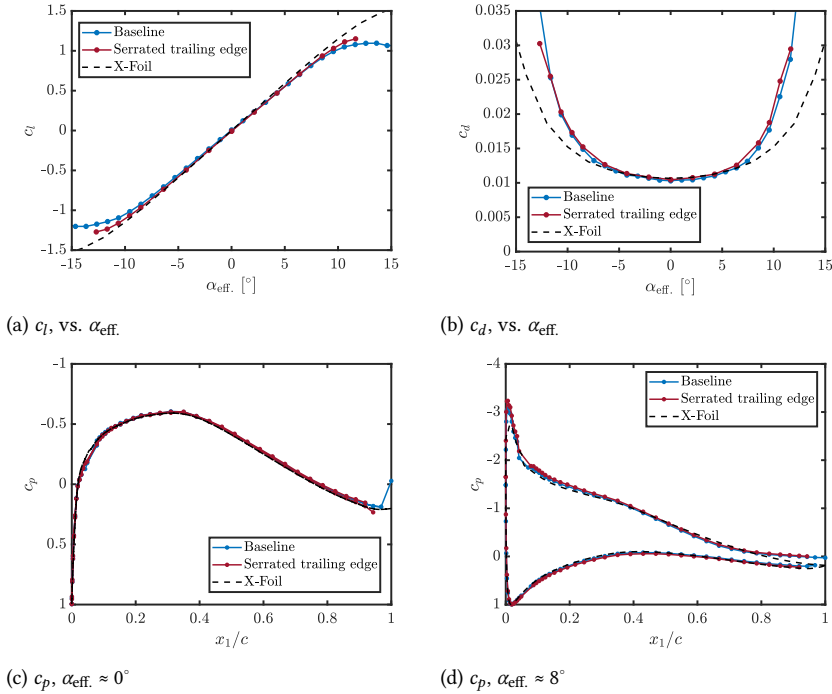 1.5
1
0.5
0
-0.5
-1
-1.5
c_l
Baseline
Serrated trailing edge
X-Foil
-15 -10 -5 0 5 10 15
α_eff. [°]
(a) c_l, vs. α_eff.
0.035
0.03
0.025
0.02
0.015
0.01
0.005
0
c_d
Baseline
Serrated trailing edge
X-Foil
-15 -10 -5 0 5 10 15
α_eff. [°]
(b) c_d, vs. α_eff.
-1
-0.5
0
0.5
1
c_p
Baseline
Serrated trailing edge
X-Foil
0 0.2 0.4 0.6 0.8 1
x_1/c
(c) c_p, α_eff. ≈ 0°
-4
-3
-2
-1
0
1
c_p
Baseline
Serrated trailing edge
X-Foil
0 0.2 0.4 0.6 0.8 1
x_1/c
(d) c_p, α_eff. ≈ 8°